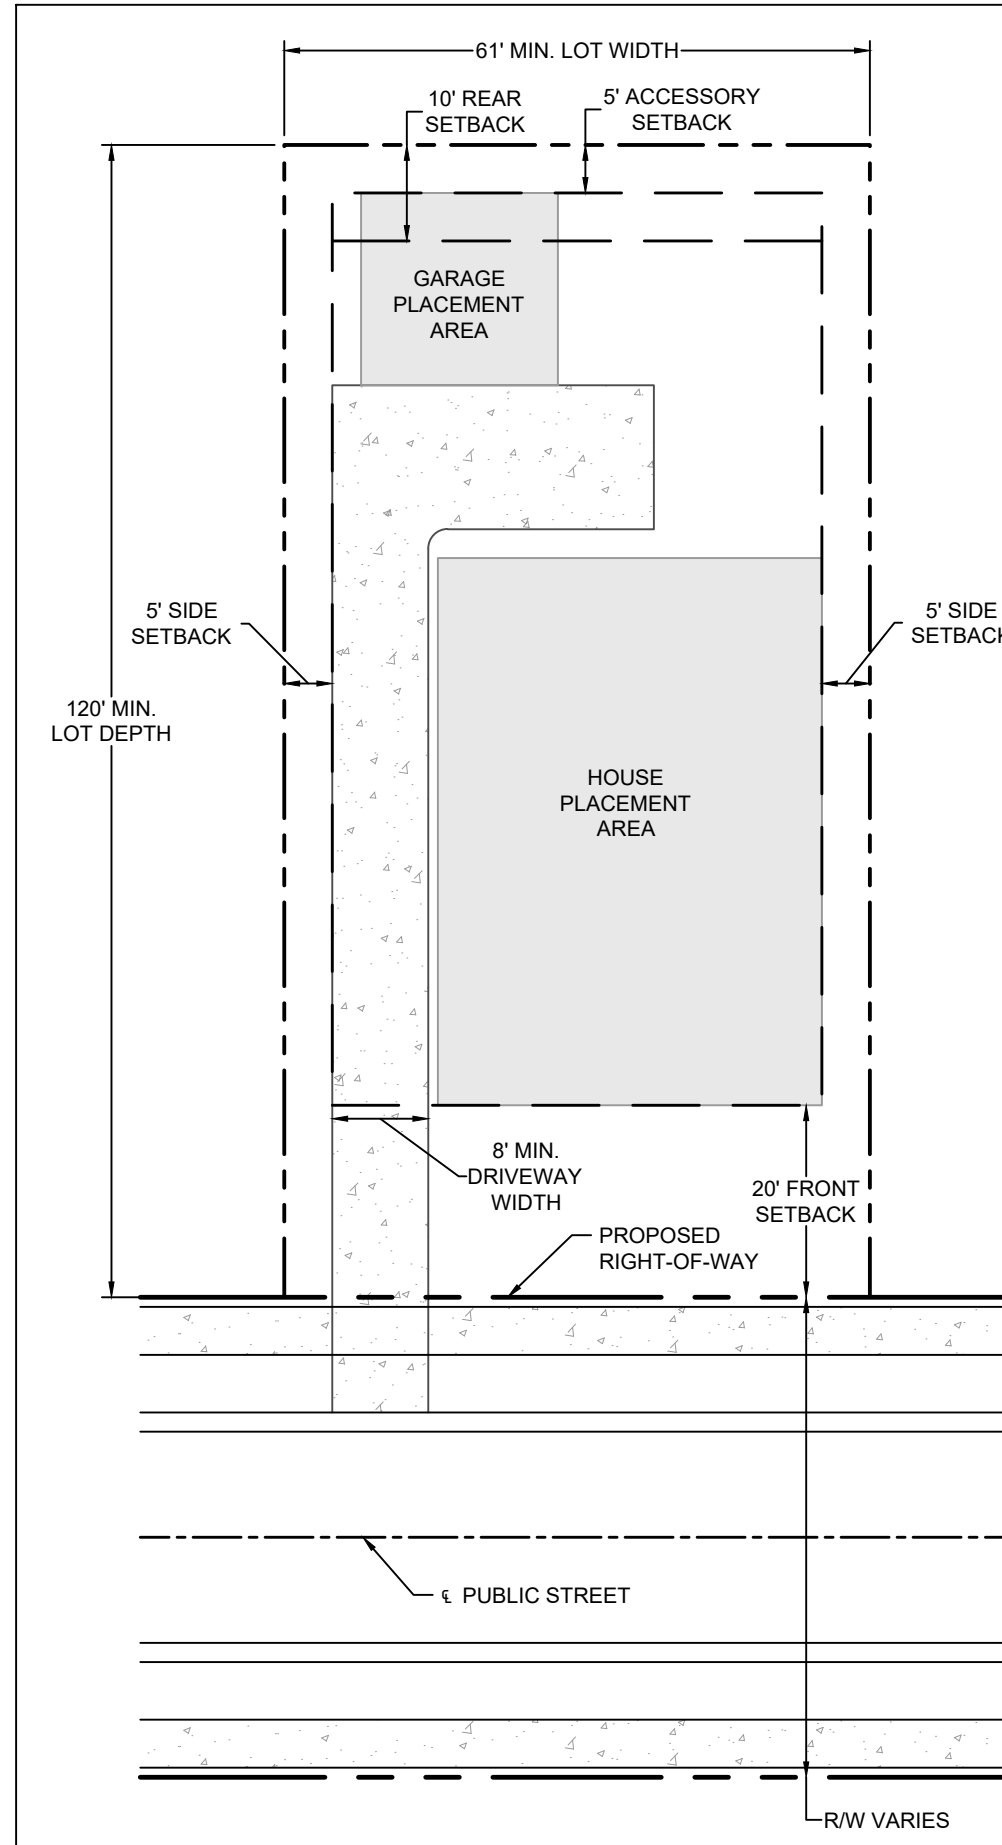 61' MIN. LOT WIDTH
10' REAR
SETBACK
5' ACCESSORY
SETBACK
GARAGE
PLACEMENT
AREA
5' SIDE
SETBACK
5' SIDE
SETBACK
120' MIN.
LOT DEPTH
HOUSE
PLACEMENT
AREA
8' MIN.
DRIVEWAY
WIDTH
20' FRONT
SETBACK
PROPOSED
RIGHT-OF-WAY
℄ PUBLIC STREET
R/W VARIES